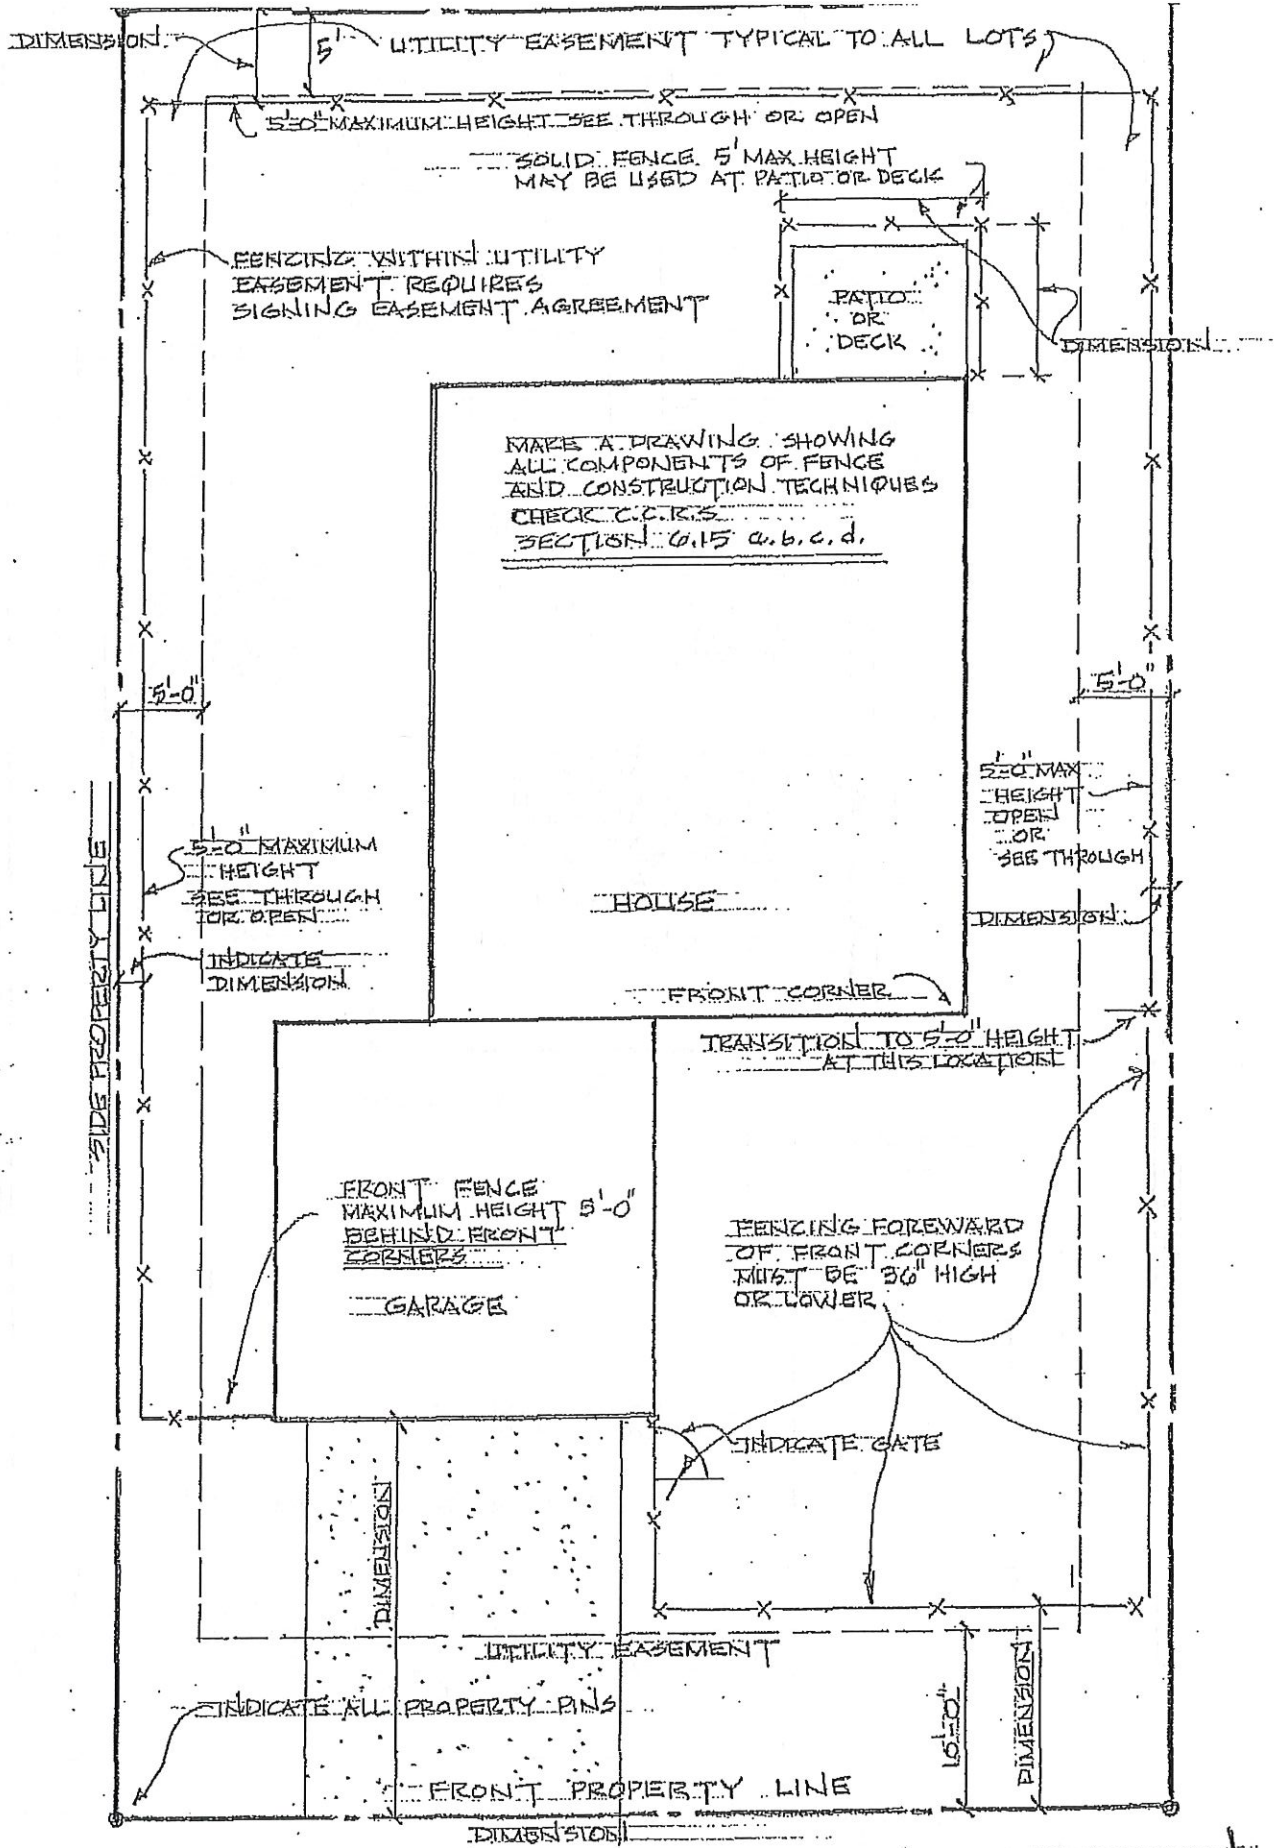 DIMENSION
5'
UTILITY EASEMENT TYPICAL TO ALL LOTS
5'-0" MAXIMUM HEIGHT SEE THROUGH OR OPEN
SOLID FENCE 5' MAX HEIGHT
MAY BE USED AT PATIO OR DECK
FENCING WITHIN UTILITY
EASEMENT REQUIRES
SIGNING EASEMENT AGREEMENT
PATIO
OR
DECK
DIMENSION
MAKE A DRAWING SHOWING
ALL COMPONENTS OF FENCE
AND CONSTRUCTION TECHNIQUES
CHECK C.C.R.S
SECTION 6.15 a.b.c.d.
5'-0"
5'-0"
5'-0" MAX
HEIGHT
OPEN
OR
SEE THROUGH
5'-0" MAXIMUM
HEIGHT
SEE THROUGH
OR OPEN
SIDE PROPERTY LINE
HOUSE
DIMENSION
INDICATE
DIMENSION
FRONT CORNER
TRANSITION TO 5'-0" HEIGHT
AT THIS LOCATION
FRONT FENCE
MAXIMUM HEIGHT 5'-0"
BEHIND FRONT
CORNERS
GARAGE
FENCING FOREWARD
OF FRONT CORNERS
MUST BE 36" HIGH
OR LOWER
INDICATE GATE
DIMENSION
UTILITY EASEMENT
INDICATE ALL PROPERTY PINS
DIMENSION
FRONT PROPERTY LINE
DIMENSION